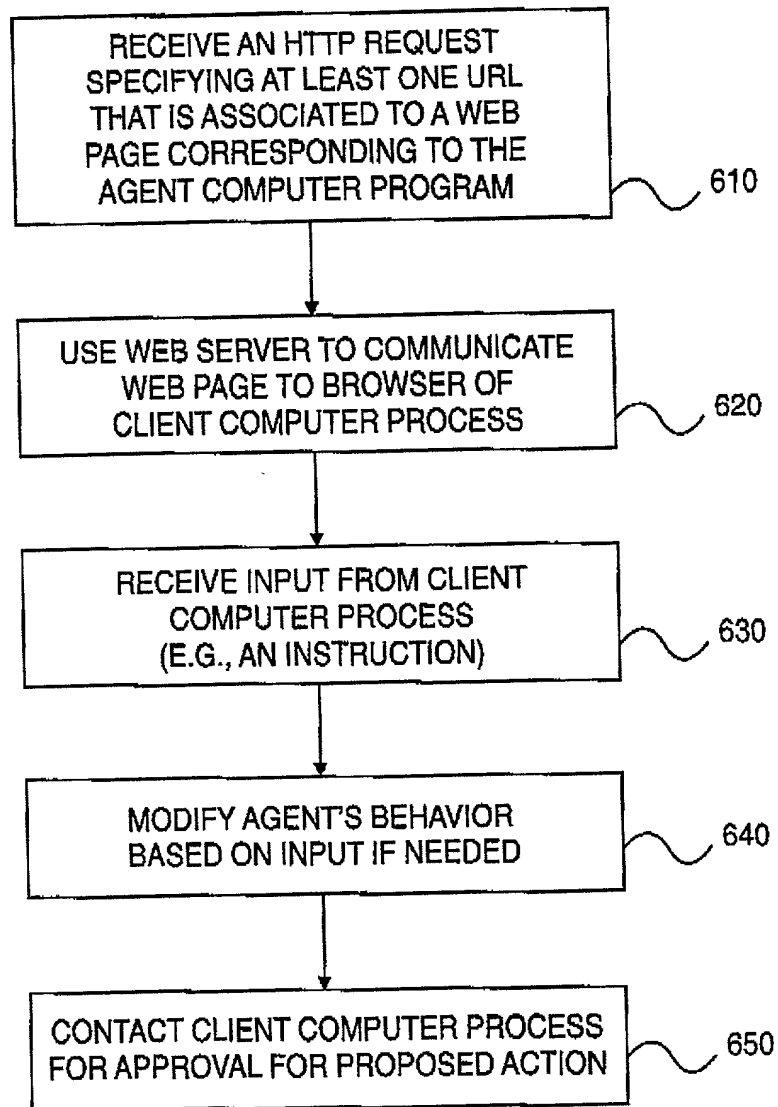 RECEIVE AN HTTP REQUEST
SPECIFYING AT LEAST ONE URL
THAT IS ASSOCIATED TO A WEB
PAGE CORRESPONDING TO THE
AGENT COMPUTER PROGRAM
610
USE WEB SERVER TO COMMUNICATE
WEB PAGE TO BROWSER OF
CLIENT COMPUTER PROCESS
620
RECEIVE INPUT FROM CLIENT
COMPUTER PROCESS
(E.G., AN INSTRUCTION)
630
MODIFY AGENT'S BEHAVIOR
BASED ON INPUT IF NEEDED
640
CONTACT CLIENT COMPUTER PROCESS
FOR APPROVAL FOR PROPOSED ACTION
650